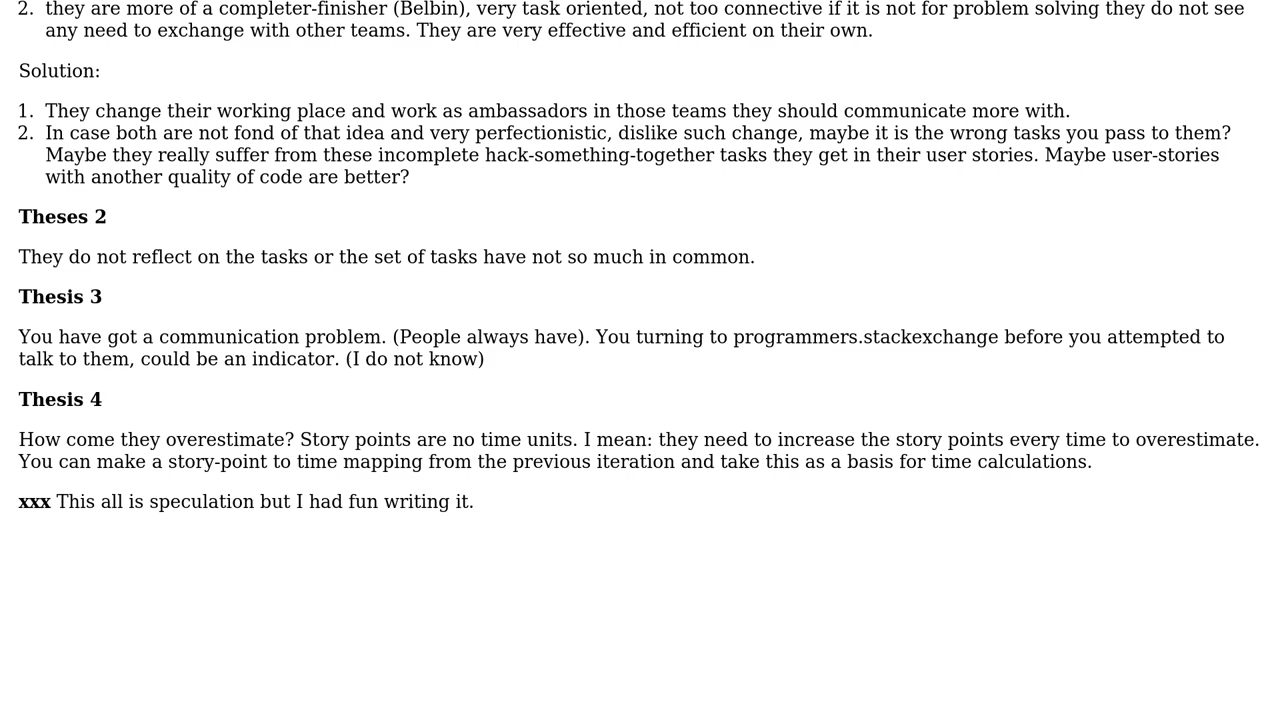 2. they are more of a completer-finisher (Belbin), very task oriented, not too connective if it is not for problem solving they do not see
any need to exchange with other teams. They are very effective and efficient on their own.
Solution:
1. They change their working place and work as ambassadors in those teams they should communicate more with.
2. In case both are not fond of that idea and very perfectionistic, dislike such change, maybe it is the wrong tasks you pass to them?
Maybe they really suffer from these incomplete hack-something-together tasks they get in their user stories. Maybe user-stories
with another quality of code are better?
Theses 2
They do not reflect on the tasks or the set of tasks have not so much in common.
Thesis 3
You have got a communication problem. (People always have). You turning to programmers.stackexchange before you attempted to
talk to them, could be an indicator. (I do not know)
Thesis 4
How come they overestimate? Story points are no time units. I mean: they need to increase the story points every time to overestimate.
You can make a story-point to time mapping from the previous iteration and take this as a basis for time calculations.
xxx This all is speculation but I had fun writing it.